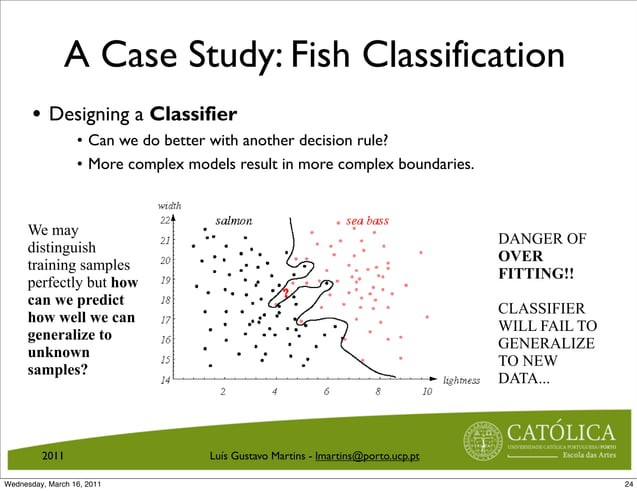 A Case Study: Fish Classification
• Designing a Classifier
• Can we do better with another decision rule?
• More complex models result in more complex boundaries.
We may
distinguish
training samples
perfectly but how
can we predict
how well we can
generalize to
unknown
samples?
width
22
21
20
19
18
17
16
15
14
salmon
sea bass
?
2
4
6
8
10
lightness
DANGER OF
OVER
FITTING!!
CLASSIFIER
WILL FAIL TO
GENERALIZE
TO NEW
DATA...
2011
Luís Gustavo Martins - lmartins@porto.ucp.pt
CATÓLICA
UNIVERSIDADE CATÓLICA PORTUGUESA | PORTO
Escola das Artes
Wednesday, March 16, 2011
24